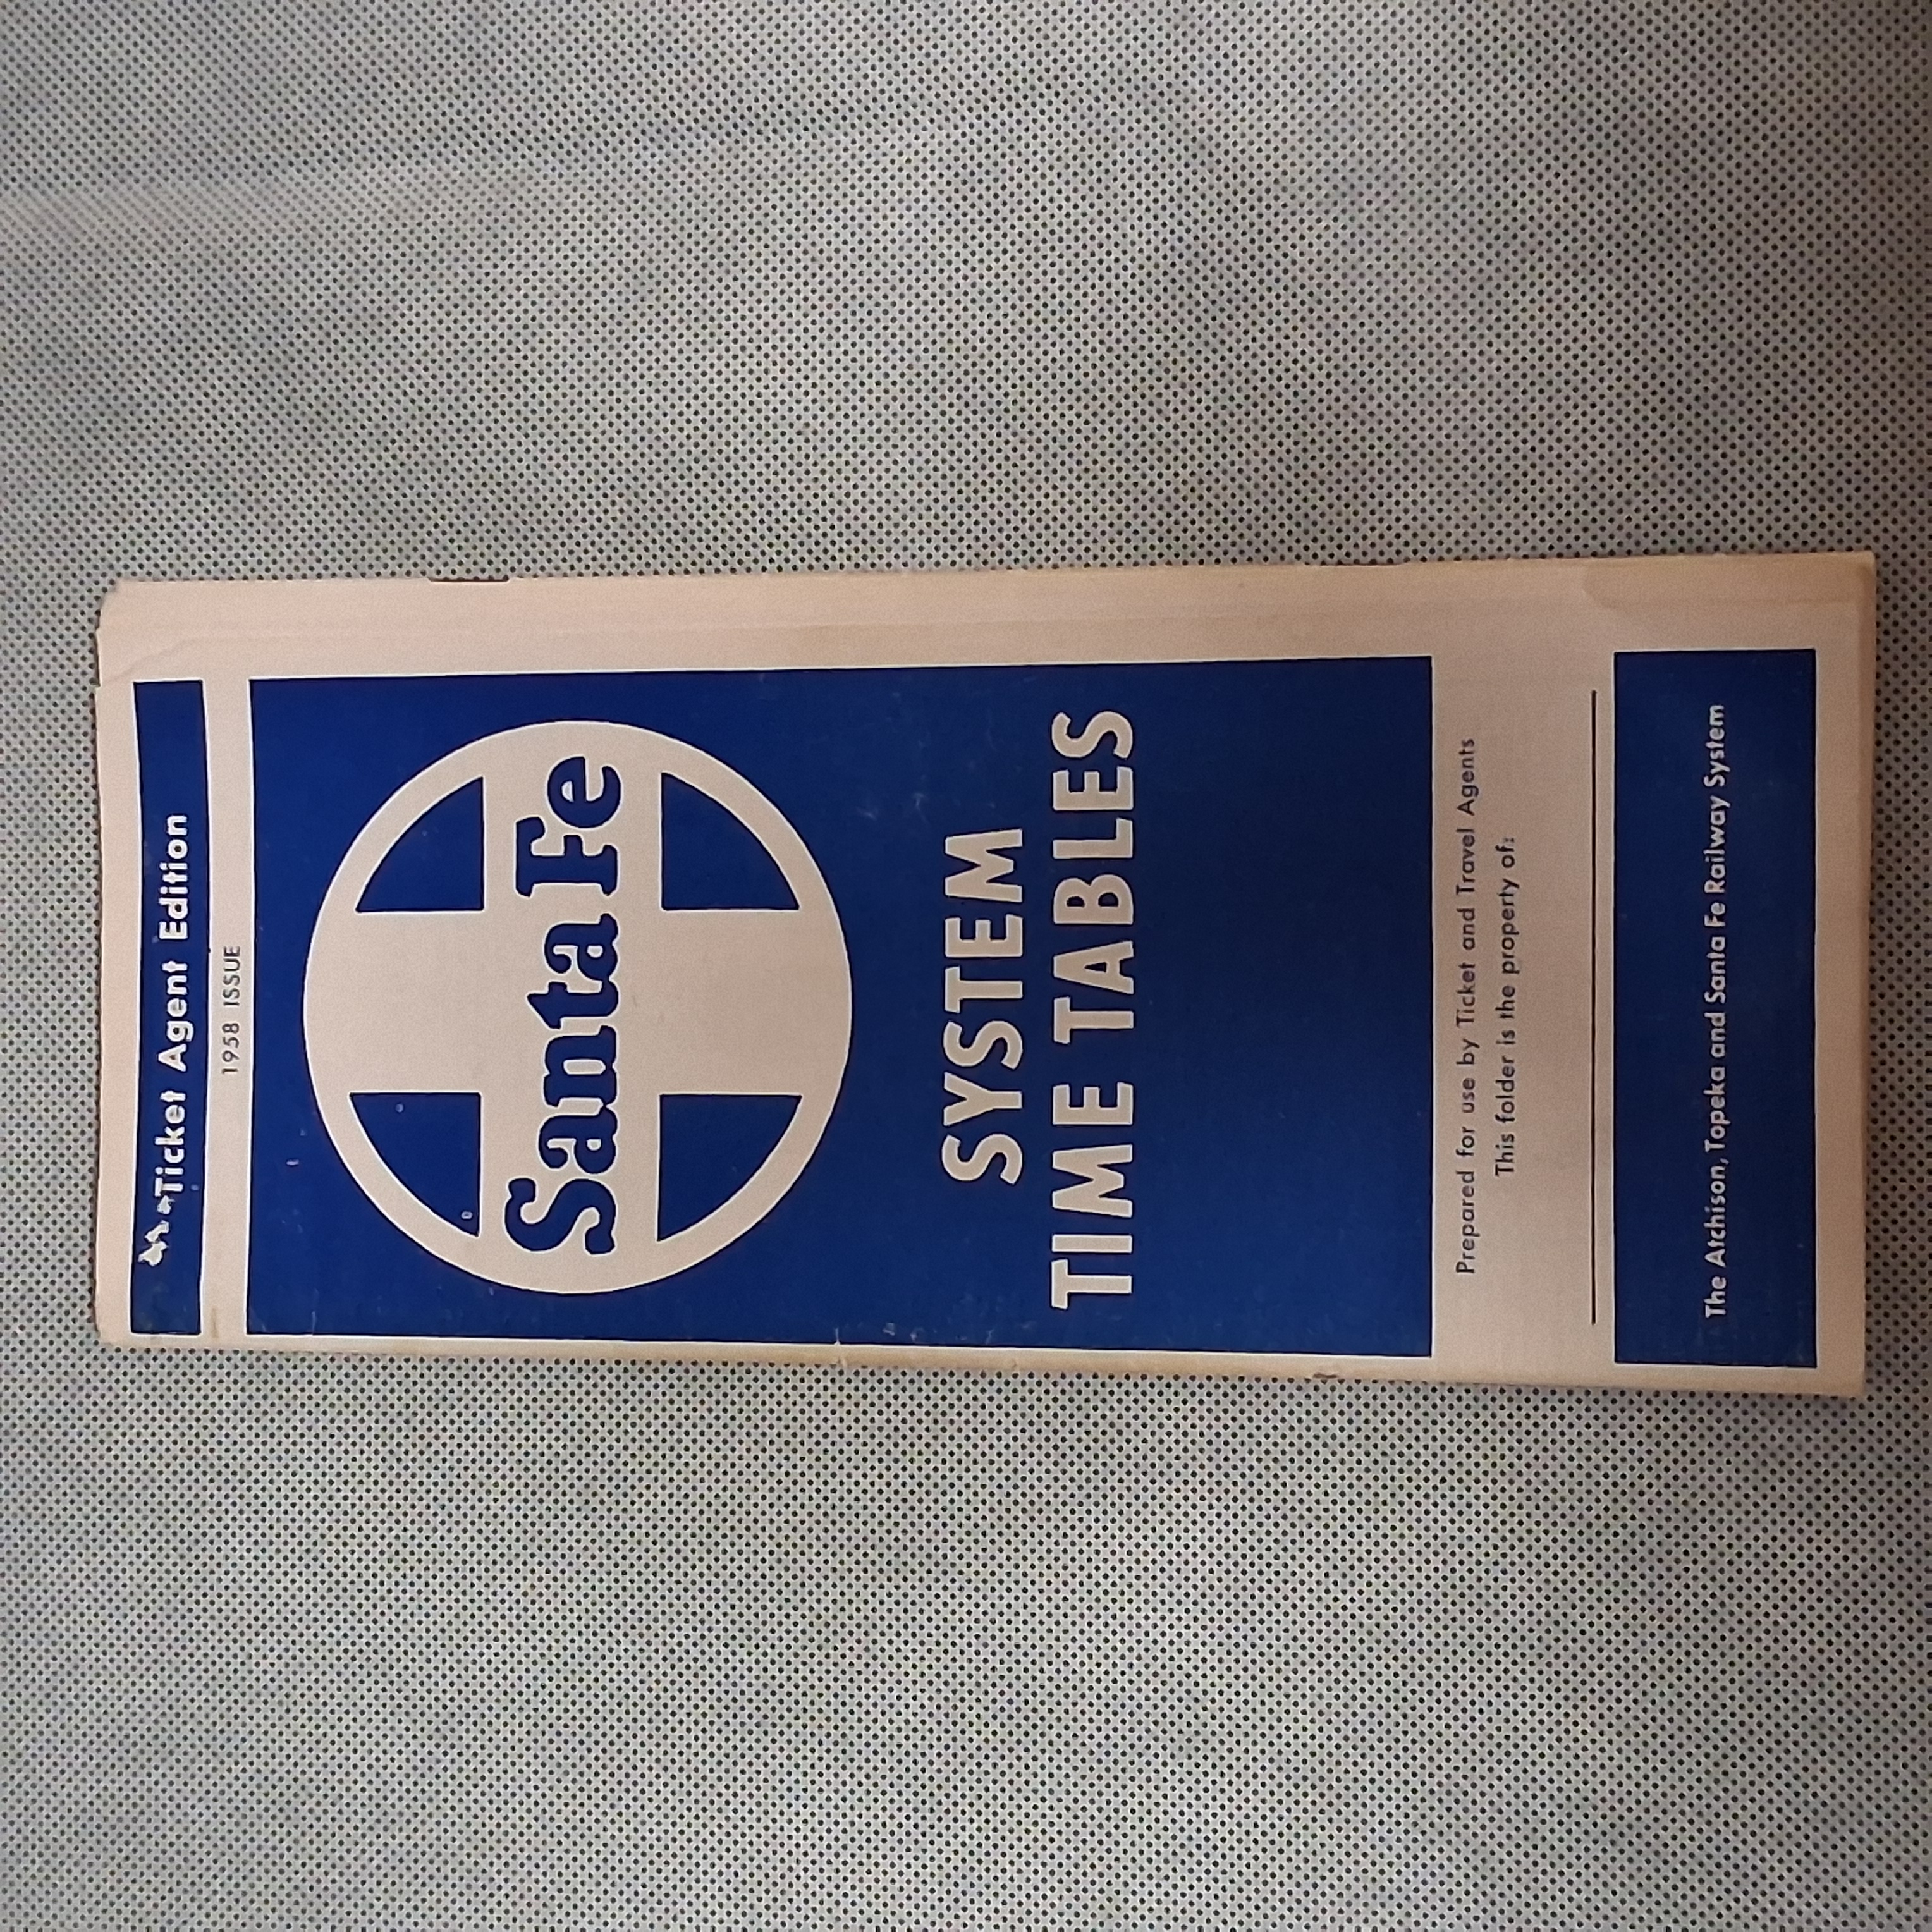 Ticket Agent Edition
1958 ISSUE
Santa Fe
SYSTEM
TIME TABLES
Prepared for use by Ticket and Travel Agents
This folder is the property of:
The Atchison, Topeka and Santa Fe Railway System